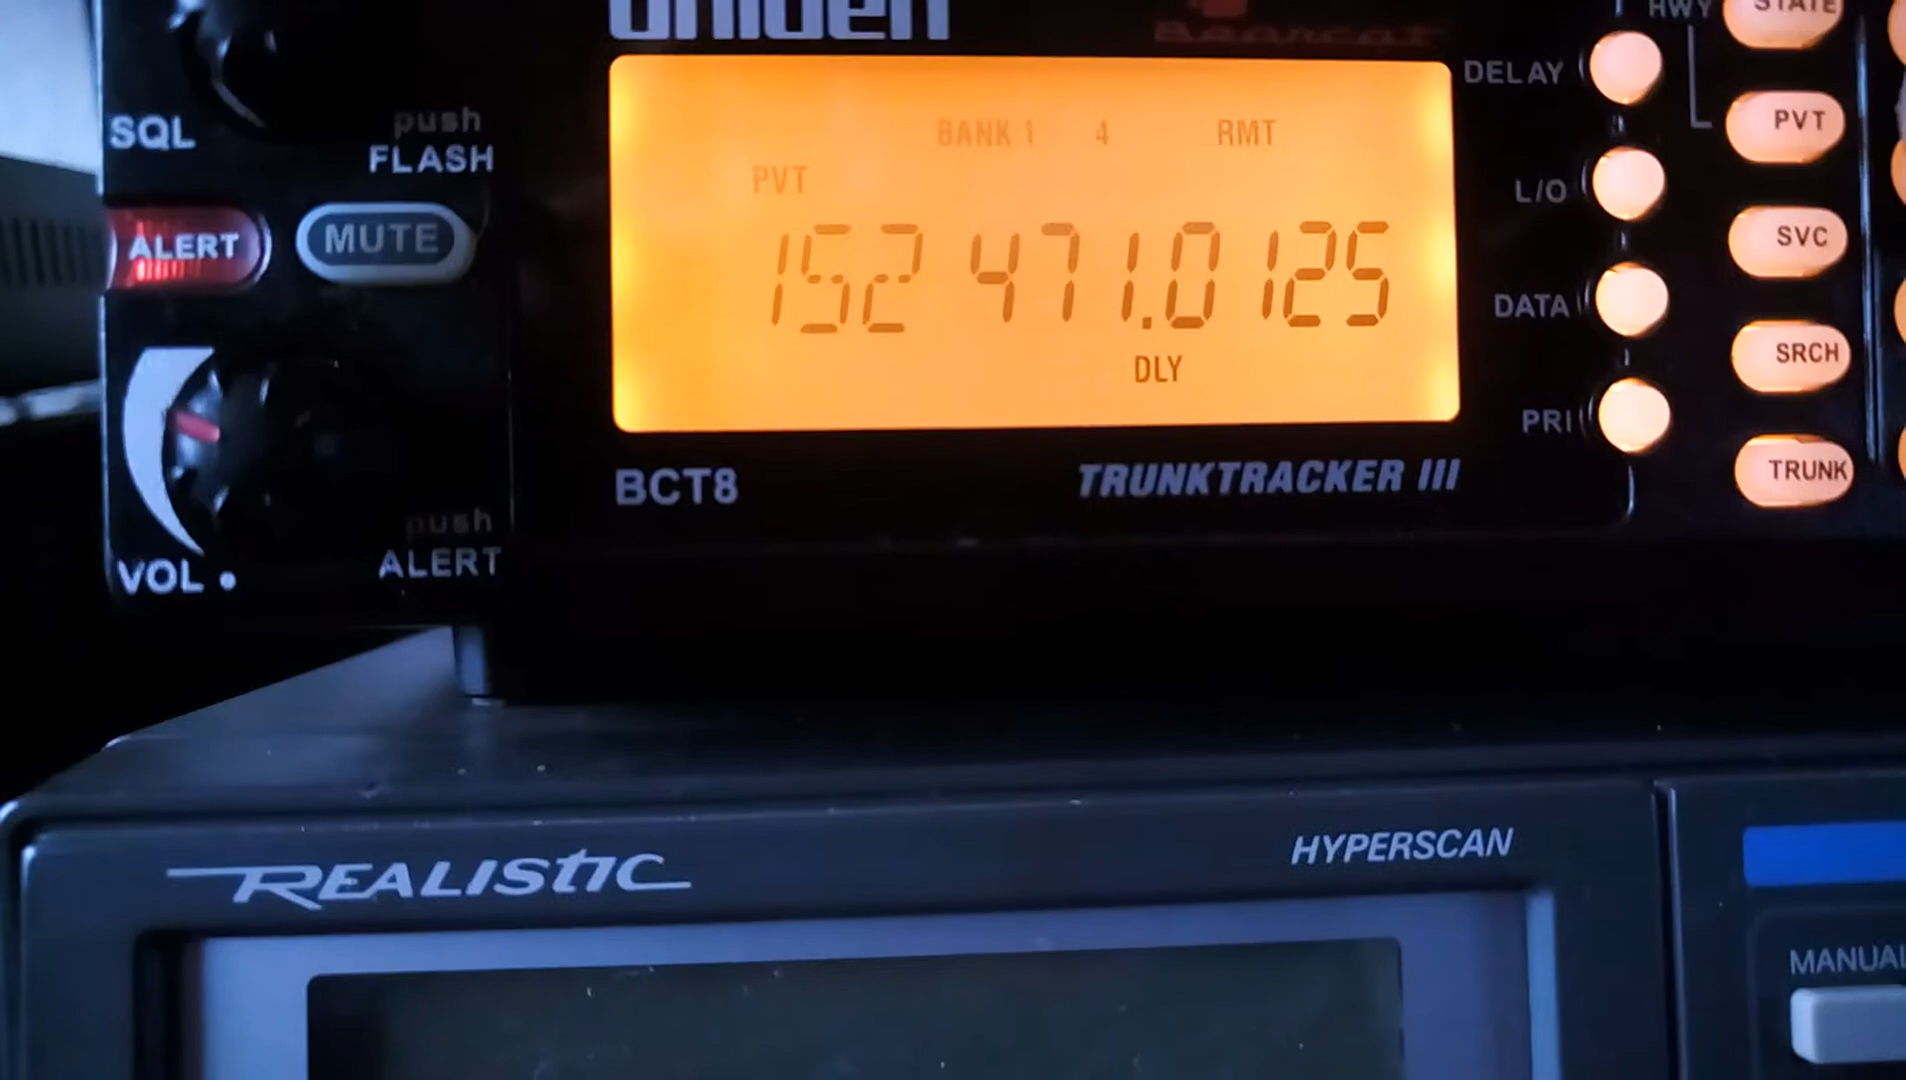 uniden
Bearcat
HWY
STATE
DELAY
SQL
push
FLASH
BANK 1 4 RMT
PVT
PVT
L/O
ALERT
MUTE
152 471.0125
SVC
DATA
DLY
SRCH
PRI
TRUNK
BCT8
TRUNKTRACKER III
push
ALERT
VOL
REALISTIC
HYPERSCAN
MANUAL